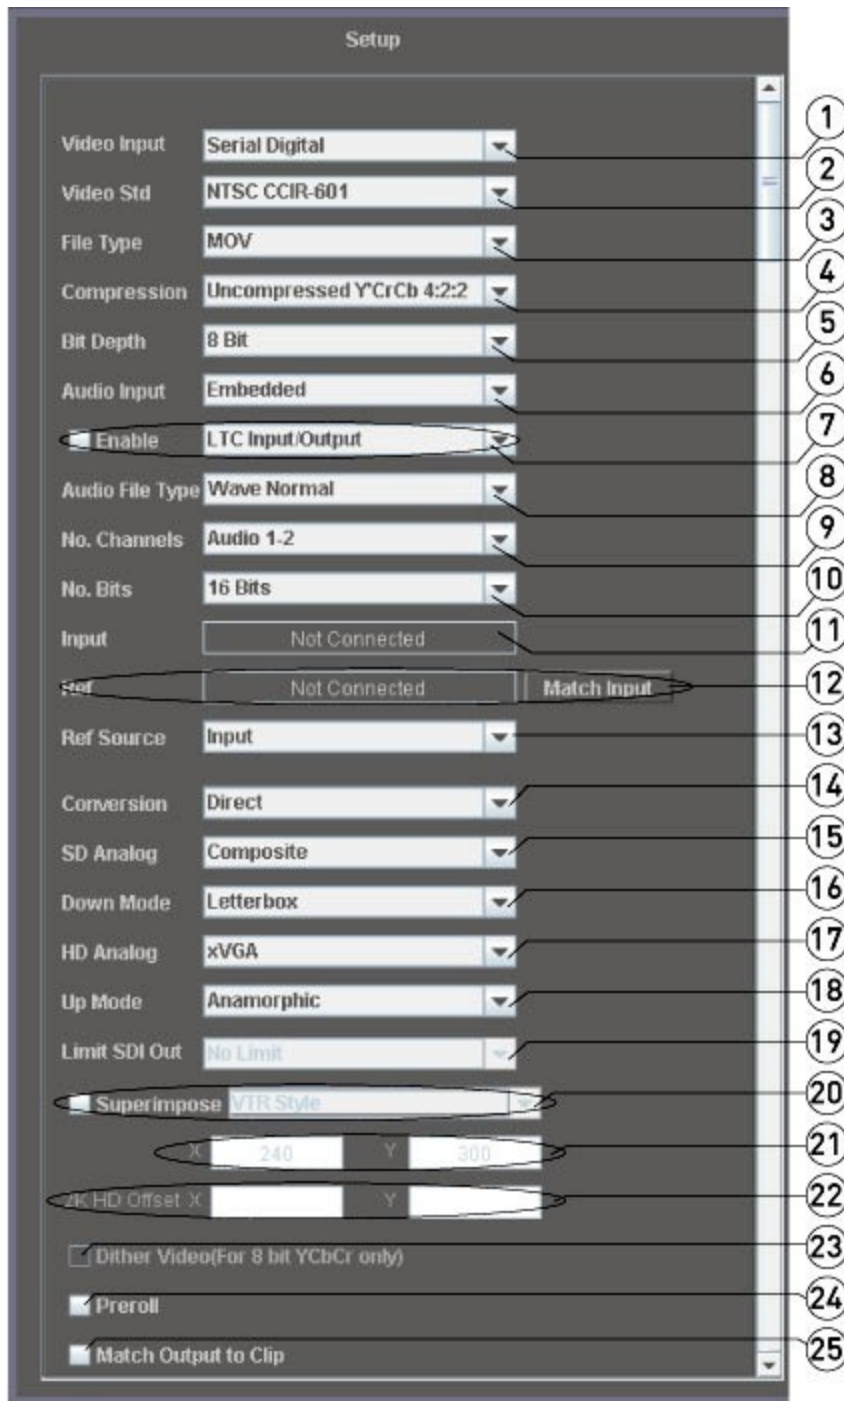 Setup
1
Video Input Serial Digital
2
Video Std NTSC CCIR-601
3
File Type MOV
4
Compression Uncompressed Y'CrCb 4:2:2
5
Bit Depth 8 Bit
6
Audio Input Embedded
7
Enable LTC Input/Output
8
Audio File Type Wave Normal
9
No. Channels Audio 1-2
10
No. Bits 16 Bits
11
Input Not Connected
Ref Not Connected Match Input 12
Ref Source Input 13
Conversion Direct 14
SD Analog Composite 15
Down Mode Letterbox 16
HD Analog xVGA 17
Up Mode Anamorphic 18
Limit SDI Out No Limit 19
Superimpose VTR Style 20
X 240 Y 300 21
2K HD Offset X Y 22
Dither Video(For 8 bit YCbCr only) 23
Preroll 24
Match Output to Clip 25